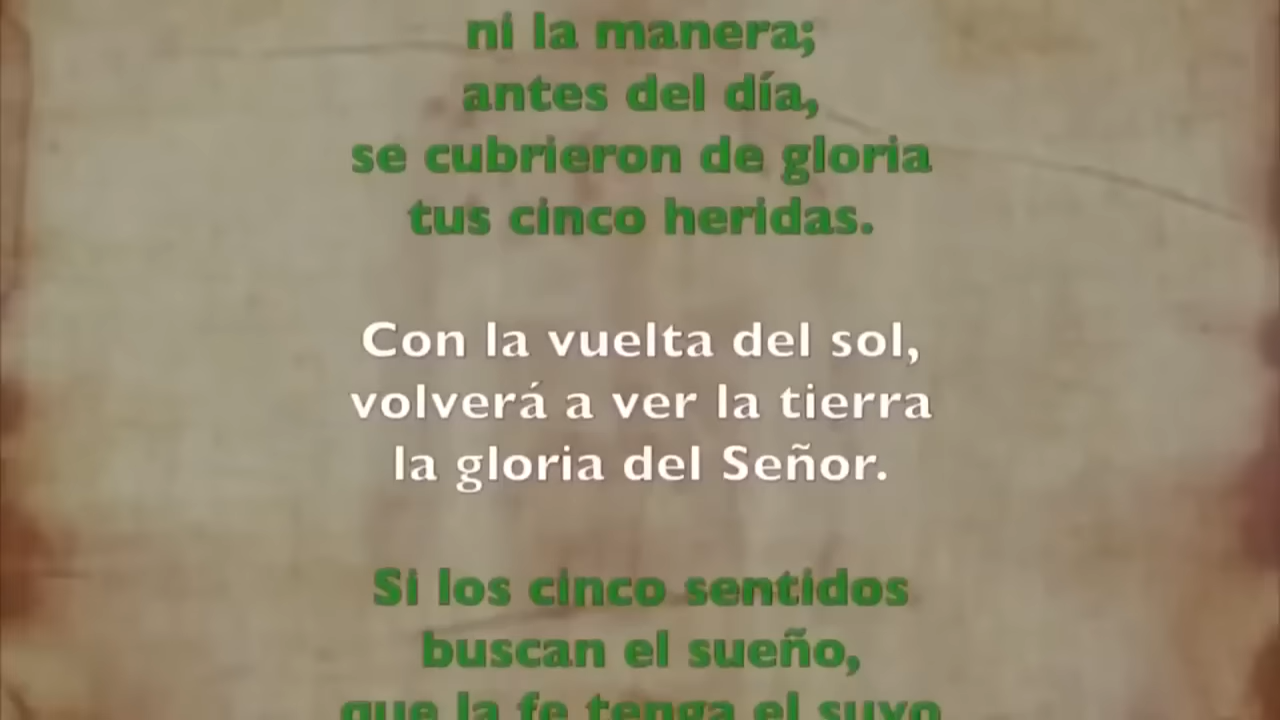 ni la manera;
antes del día,
se cubrieron de gloria
tus cinco heridas.
Con la vuelta del sol,
volverá a ver la tierra
la gloria del Señor.
Si los cinco sentidos
buscan el sueño,
que la fe tenga el suyo